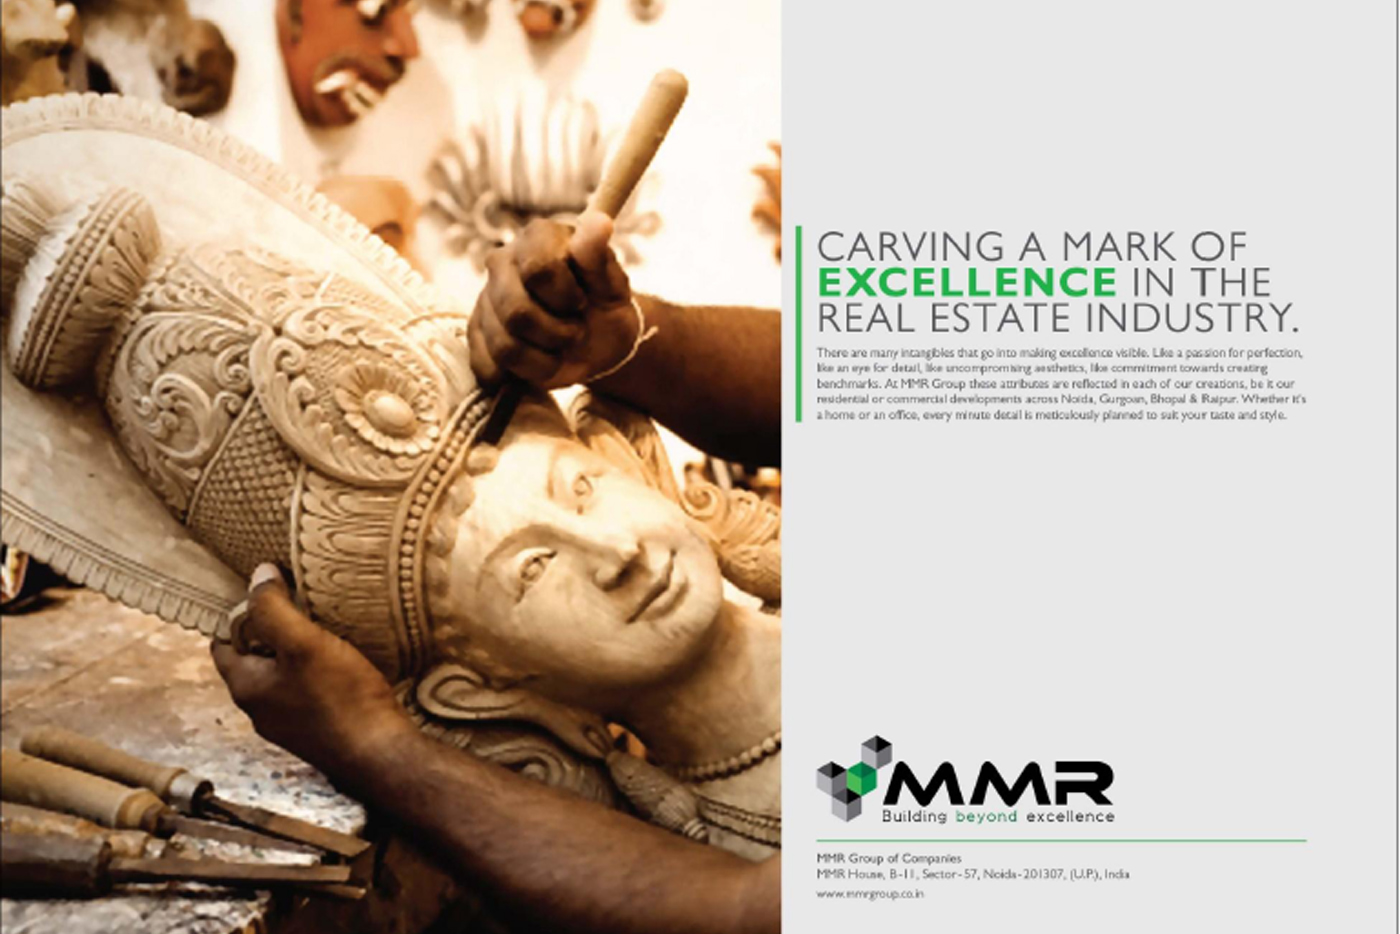 CARVING A MARK OF
EXCELLENCE IN THE
REAL ESTATE INDUSTRY.
There are many intangibles that go into making excellence visible. Like a passion for perfection,
like an eye for detail, like uncompromising aesthetics, like commitment towards creating
benchmarks. At MMR Group these attributes are reflected in each of our creations, be it our
residential or commercial developments across Noida, Gurgoan, Bhopal & Raipur. Whether it's
a home or an office, every minute detail is meticulously planned to suit your taste and style.
MMR
Building beyond excellence
MMR Group of Companies
MMR House, B-11, Sector-57, Noida-201307, (U.P.), India
www.mmrgroup.co.in